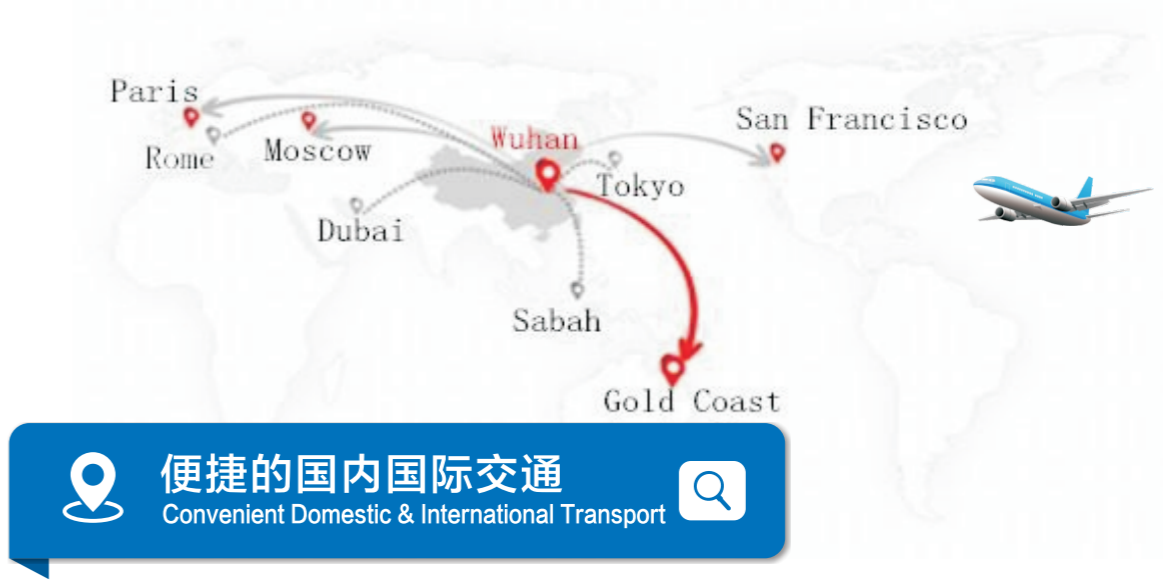 Paris
San Francisco
Wuhan
Rome
Moscow
Tokyo
Dubai
Sabah
Gold Coast
便捷的国内国际交通
Convenient Domestic & International Transport